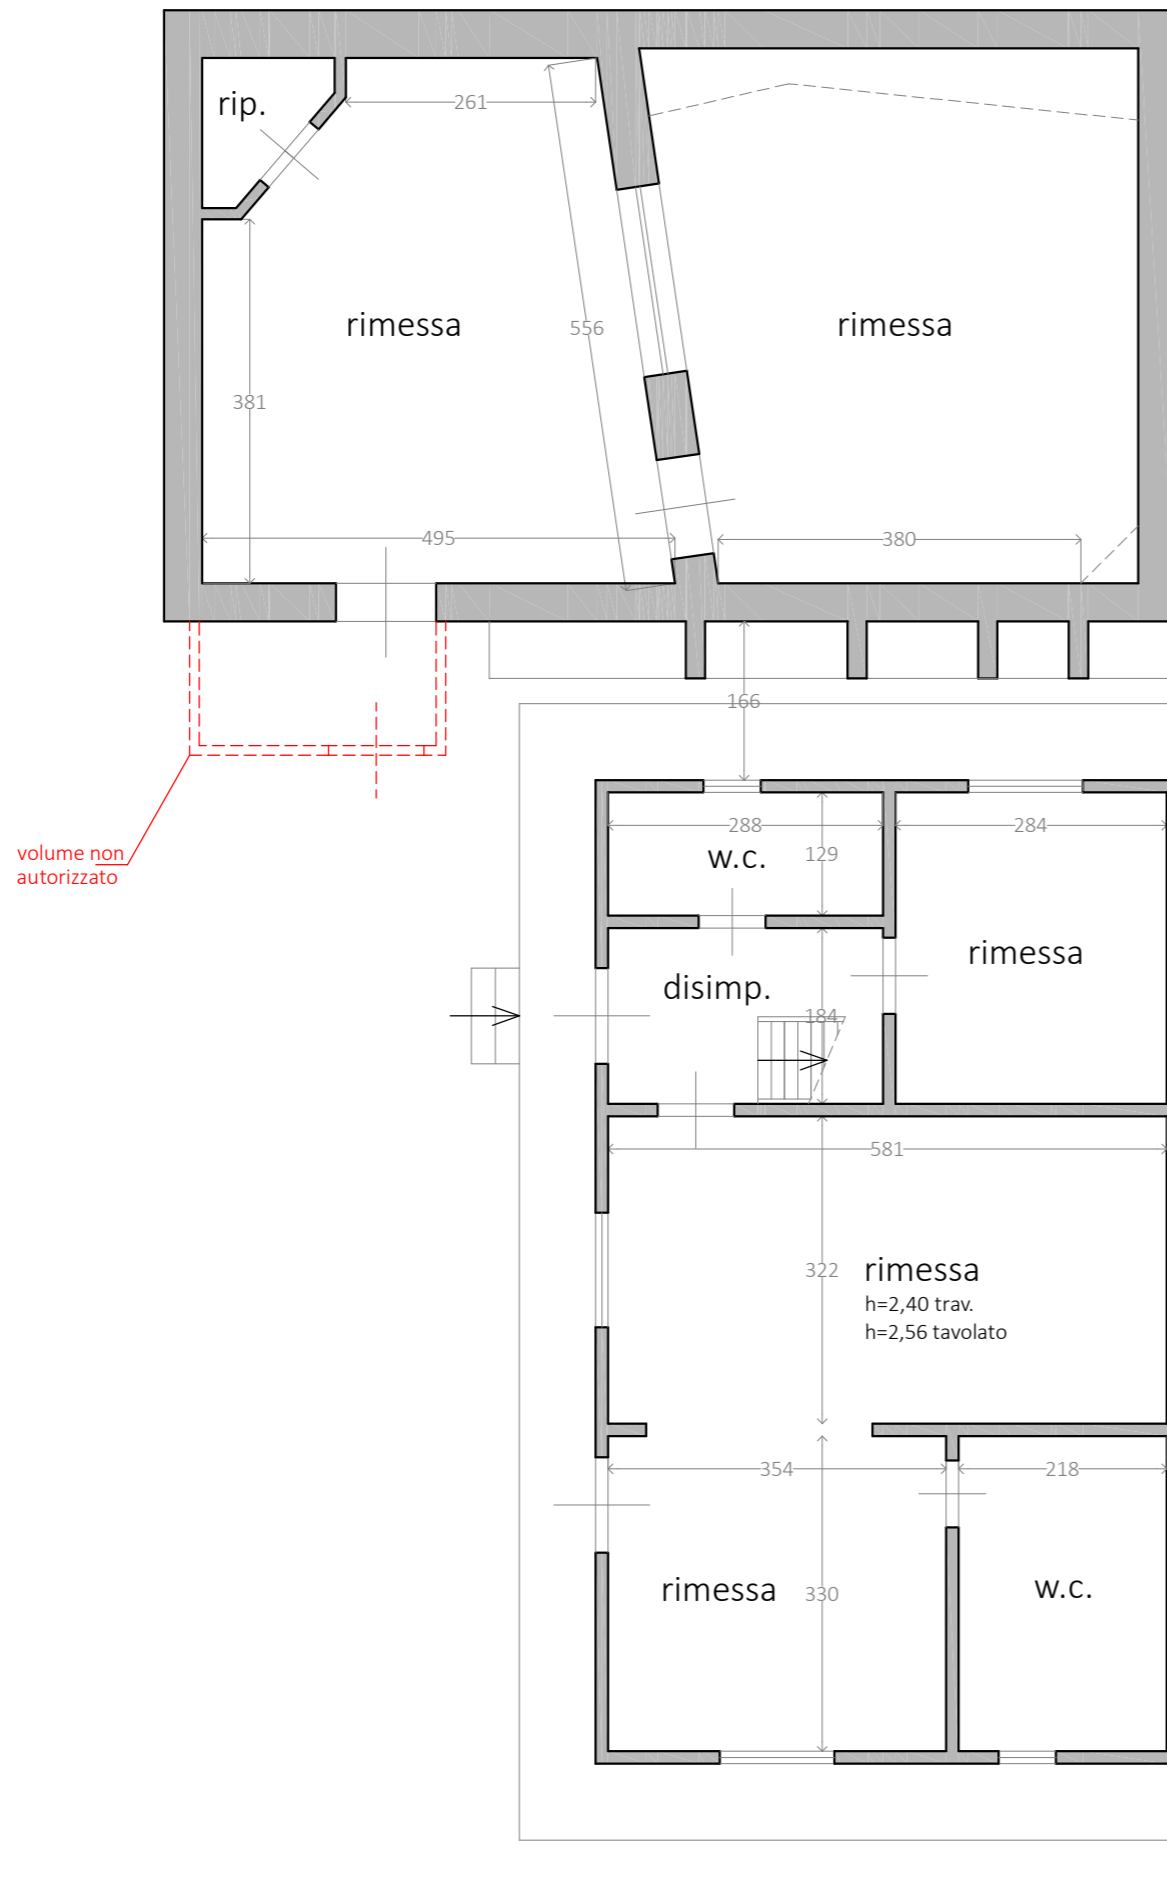 rip.
261
rimessa
556
rimessa
381
495
380
166
volume non
autorizzato
288
284
w.c.
129
rimessa
disimp.
184
581
322
rimessa
h=2,40 trav.
h=2,56 tavolato
354
218
rimessa
330
w.c.